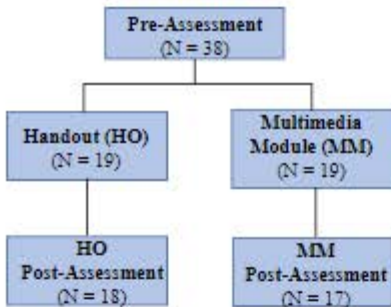 Pre-Assessment
(N = 38)
Handout (HO)
(N = 19)
Multimedia
Module (MM)
(N = 19)
HO
Post-Assessment
(N = 18)
MM
Post-Assessment
(N = 17)